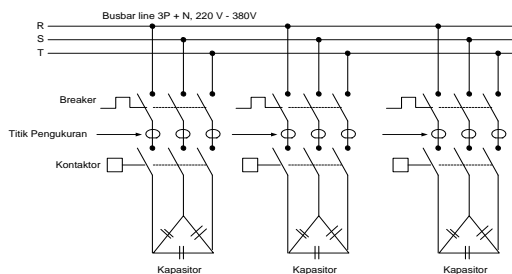 Busbar line 3P + N, 220 V - 380V
R
S
T
Breaker
Titik Pengukuran
Kontaktor
Kapasitor Kapasitor Kapasitor